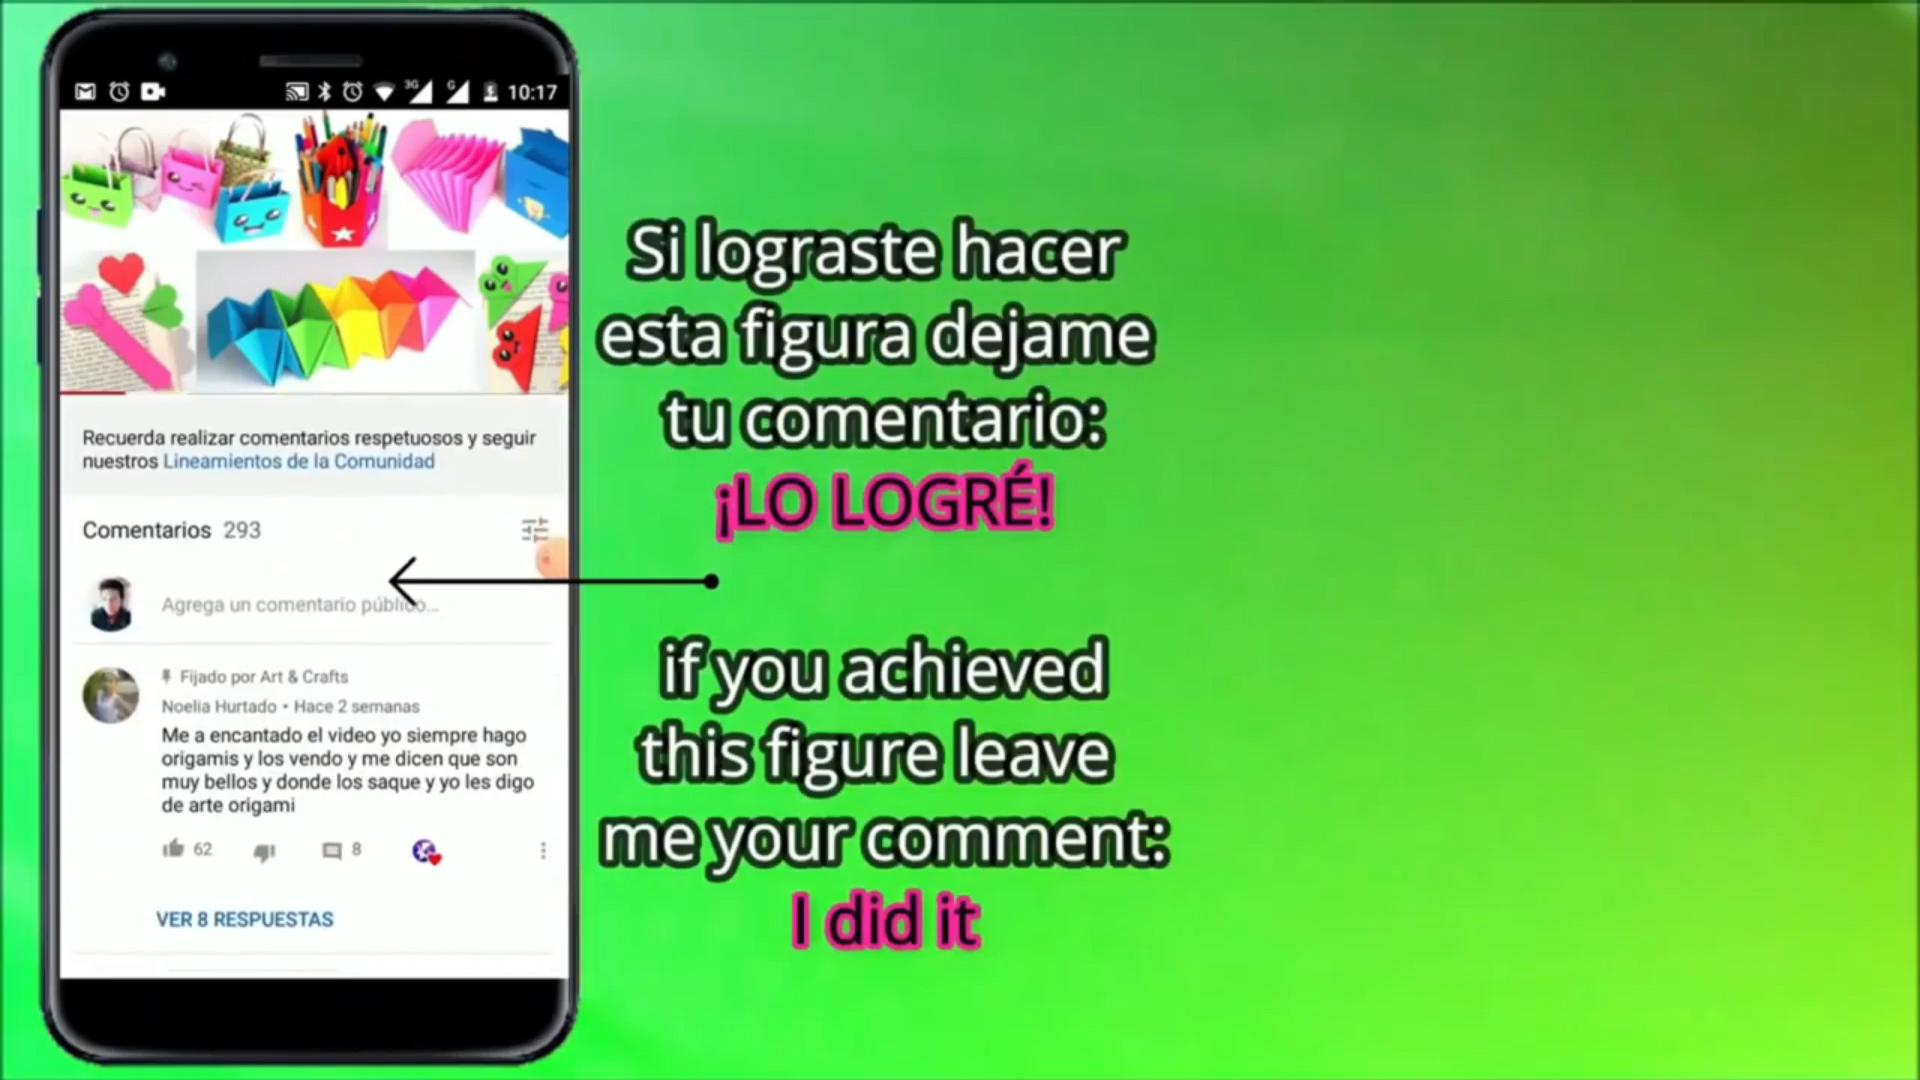 3G
G
10:17
Recuerda realizar comentarios respetuosos y seguir
nuestros Lineamientos de la Comunidad
Comentarios 293
Agrega un comentario público...
Fijado por Art & Crafts
Noelia Hurtado • Hace 2 semanas
Me a encantado el video yo siempre hago
origamis y los vendo y me dicen que son
muy bellos y donde los saque y yo les digo
de arte origami
62
8
VER 8 RESPUESTAS
Si lograste hacer
esta figura dejame
tu comentario:
¡LO LOGRÉ!
if you achieved
this figure leave
me your comment:
I did it